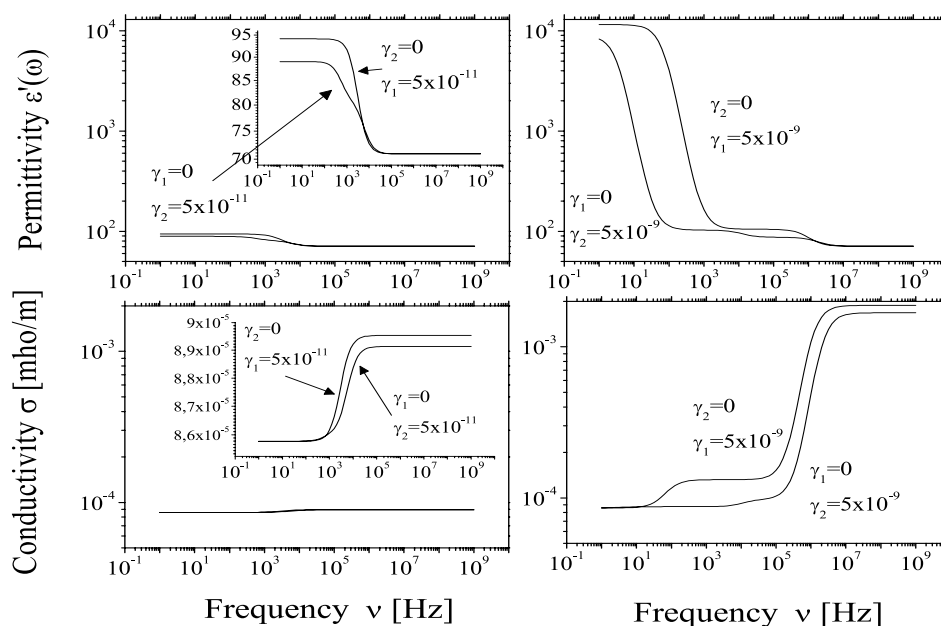 Permittivity ε'(ω)
10⁴
10³
10²
95
90
85
80
75
70
γ₂=0
γ₁=5x10⁻¹¹
10⁻¹ 10¹ 10³ 10⁵ 10⁷ 10⁹
γ₁=0
γ₂=5x10⁻¹¹
10⁻¹ 10¹ 10³ 10⁵ 10⁷ 10⁹
10⁴
10³
10²
γ₂=0
γ₁=5x10⁻⁹
γ₁=0
γ₂=5x10⁻⁹
10⁻¹ 10¹ 10³ 10⁵ 10⁷ 10⁹
Conductivity σ [mho/m]
10⁻³
10⁻⁴
9x10⁻⁵
8,9x10⁻⁵
8,8x10⁻⁵
8,7x10⁻⁵
8,6x10⁻⁵
γ₂=0
γ₁=5x10⁻¹¹
γ₁=0
γ₂=5x10⁻¹¹
10⁻¹ 10¹ 10³ 10⁵ 10⁷ 10⁹
10⁻¹ 10¹ 10³ 10⁵ 10⁷ 10⁹
Frequency ν [Hz]
10⁻³
10⁻⁴
γ₂=0
γ₁=5x10⁻⁹
γ₁=0
γ₂=5x10⁻⁹
10⁻¹ 10¹ 10³ 10⁵ 10⁷ 10⁹
Frequency ν [Hz]